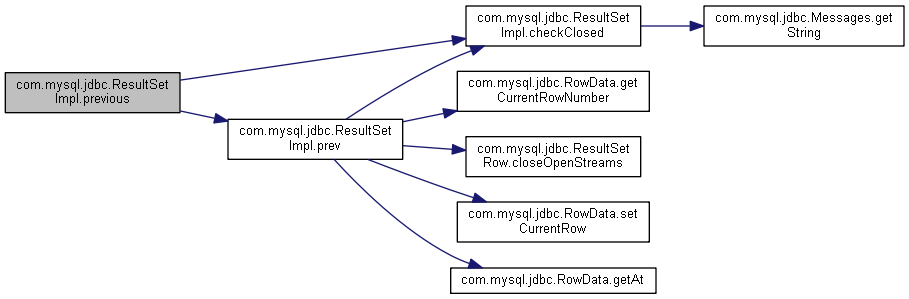 com.mysql.jdbc.ResultSet
Impl.previous
com.mysql.jdbc.ResultSet
Impl.prev
com.mysql.jdbc.ResultSet
Impl.checkClosed
com.mysql.jdbc.Messages.get
String
com.mysql.jdbc.RowData.get
CurrentRowNumber
com.mysql.jdbc.ResultSet
Row.closeOpenStreams
com.mysql.jdbc.RowData.set
CurrentRow
com.mysql.jdbc.RowData.getAt